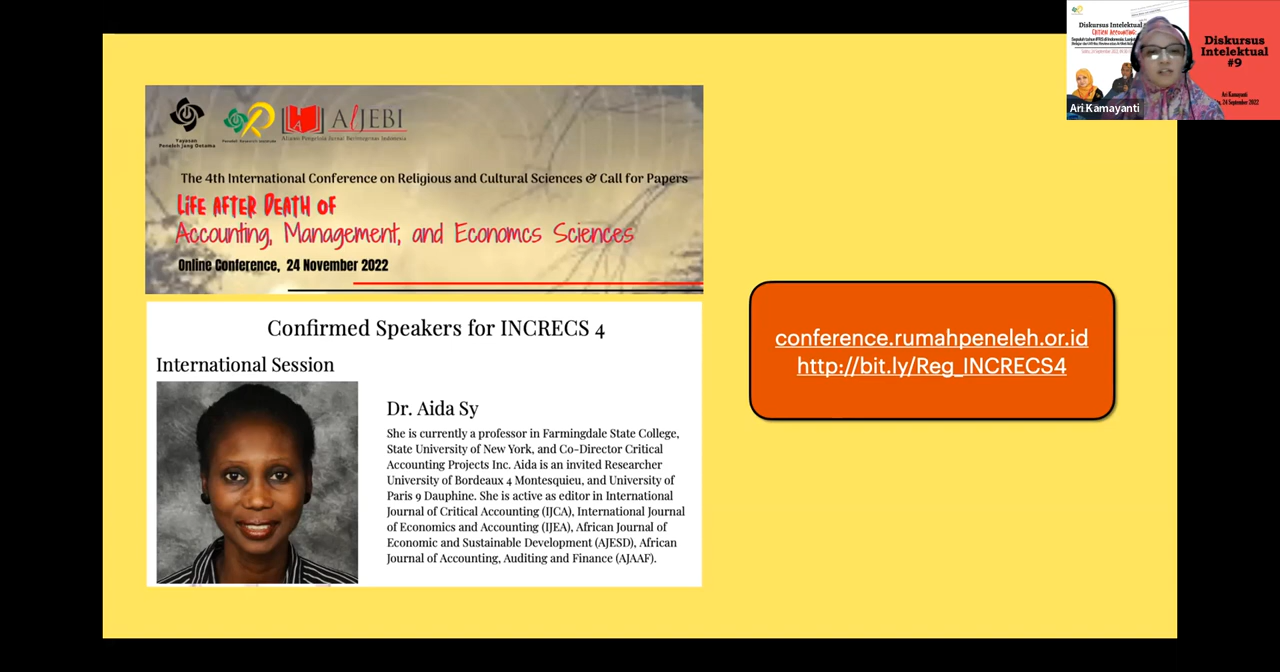 Yayasan
Peneleh Jang Oetama
Peneleh Research Institute
AlJEBI
Aliansi Pengelola Jurnal Berintegritas Indonesia
The 4th International Conference on Religious and Cultural Sciences & Call for Papers
LiFE AFTER DEATH OF
Accounting, Management, and Economcs Sciences
Online Conference, 24 November 2022
Confirmed Speakers for INCRECS 4
International Session
Dr. Aida Sy
She is currently a professor in Farmingdale State College,
State University of New York, and Co-Director Critical
Accounting Projects Inc. Aida is an invited Researcher
University of Bordeaux 4 Montesquieu, and University of
Paris 9 Dauphine. She is active as editor in International
Journal of Critical Accounting (IJCA), International Journal
of Economics and Accounting (IJEA), African Journal of
Economic and Sustainable Development (AJESD), African
Journal of Accounting, Auditing and Finance (AJAAF).
conference.rumahpeneleh.or.id
http://bit.ly/Reg_INCRECS4
Diskursus Intelektual
Diskursus
Intelektual
#9
Ari Kamayanti
24 September 2022
Ari Kamayanti